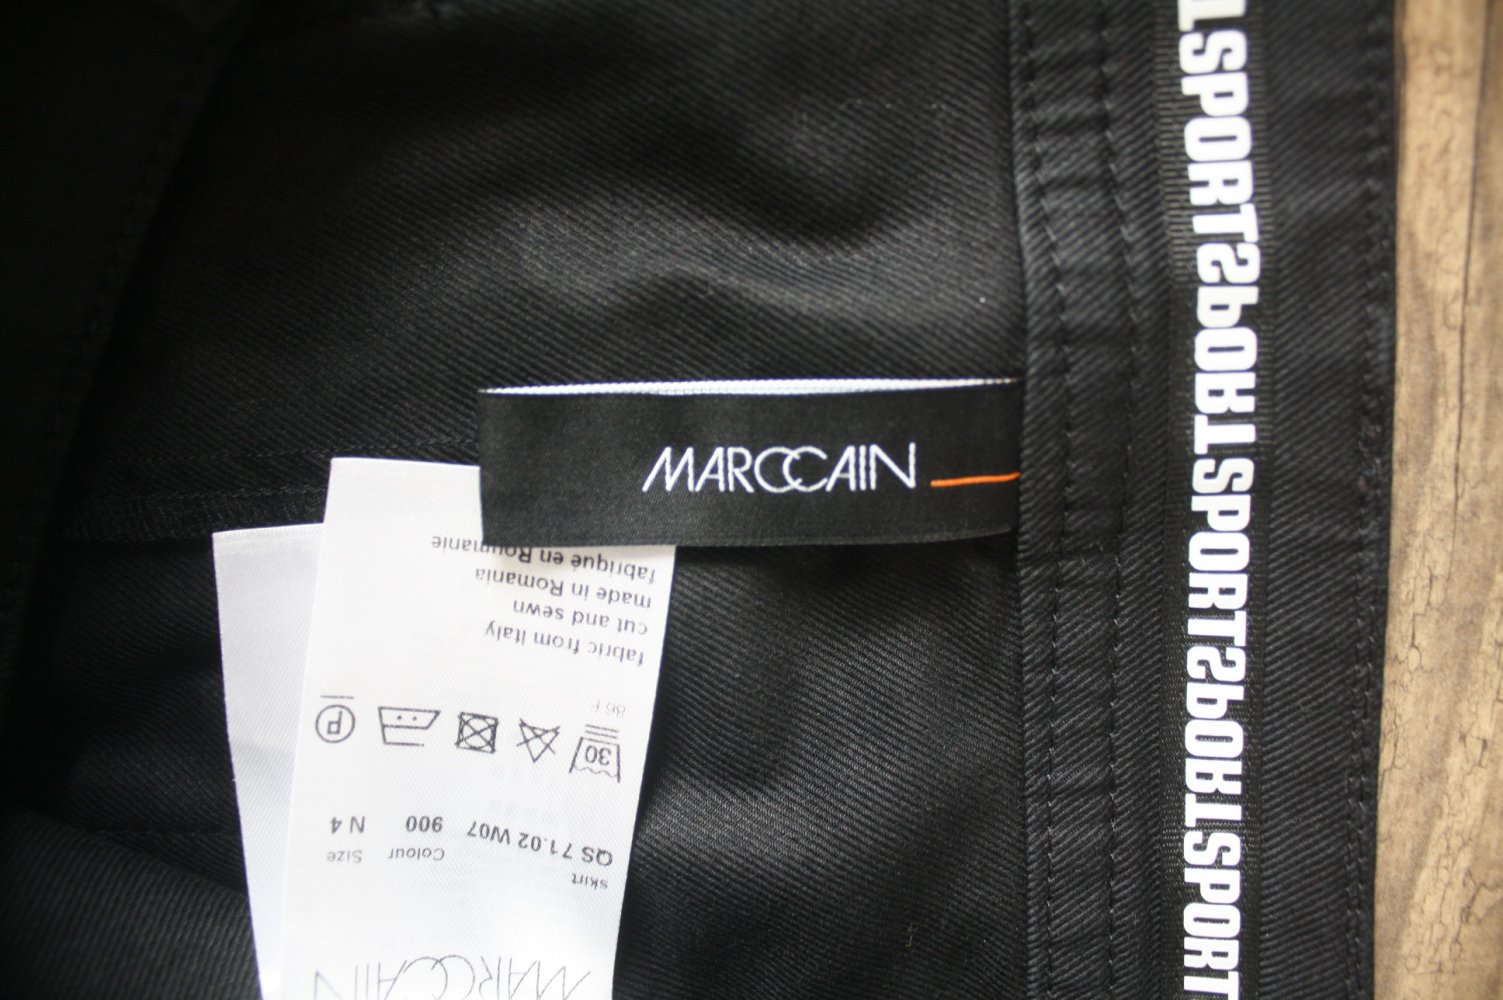 MARCCAIN
MARCCAIN
skirt
QS 71.02 W07 Colour 900 Size N 4
30
P
86 F
fabric from Italy
cut and sewn
made in Romania
fabriqué en Roumanie
SPORTSPORTSPORTSPORTSPORT